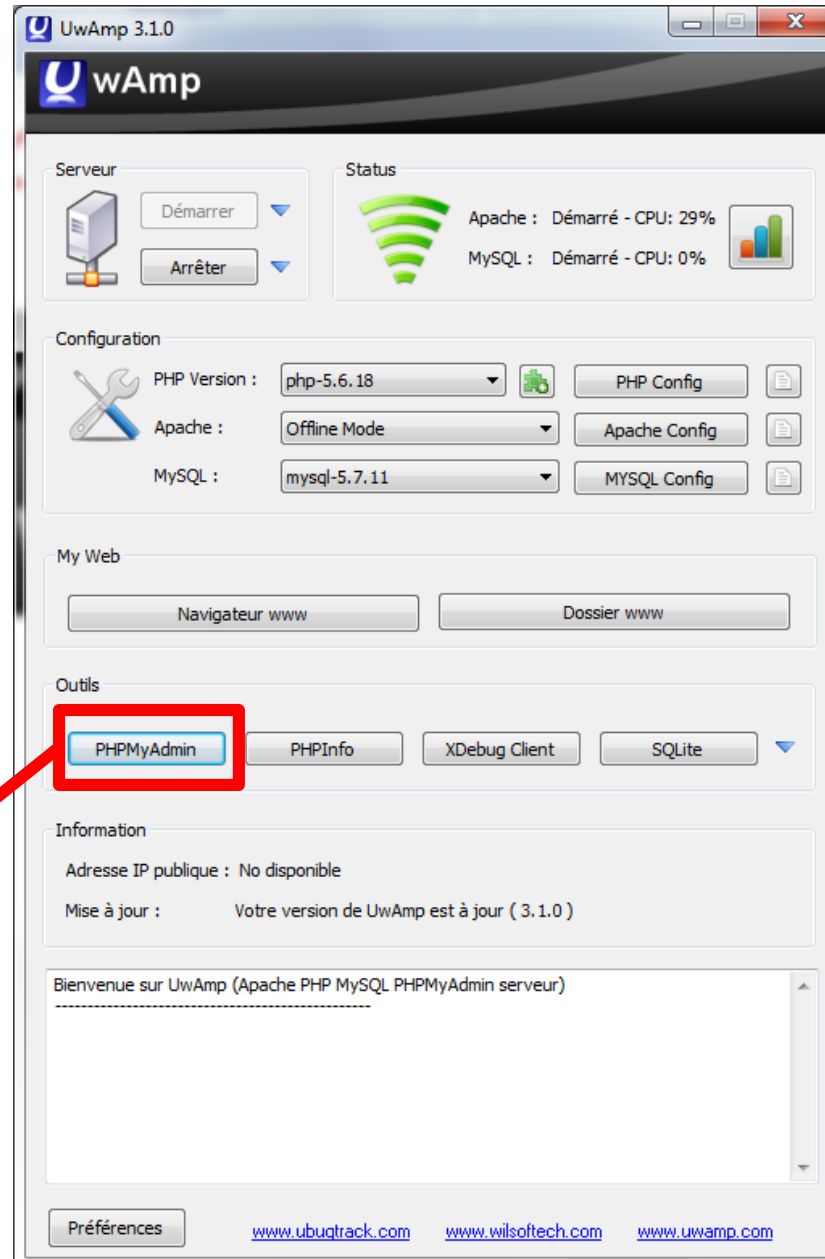 UwAmp 3.1.0
UwAmp
Serveur
Status
Démarrer
Arrêter
Apache : Démarré - CPU: 29%
MySQL : Démarré - CPU: 0%
Configuration
PHP Version : php-5.6.18 PHP Config
Apache : Offline Mode Apache Config
MySQL : mysql-5.7.11 MYSQL Config
My Web
Navigateur www Dossier www
Outils
PHPMyAdmin PHPInfo XDebug Client SQLite
Information
Adresse IP publique : No disponible
Mise à jour : Votre version de UwAmp est à jour ( 3.1.0 )
Bienvenue sur UwAmp (Apache PHP MySQL PHPMyAdmin serveur)
------------------------------------------------
Préférences www.ubugtrack.com www.wilsoftech.com www.uwamp.com